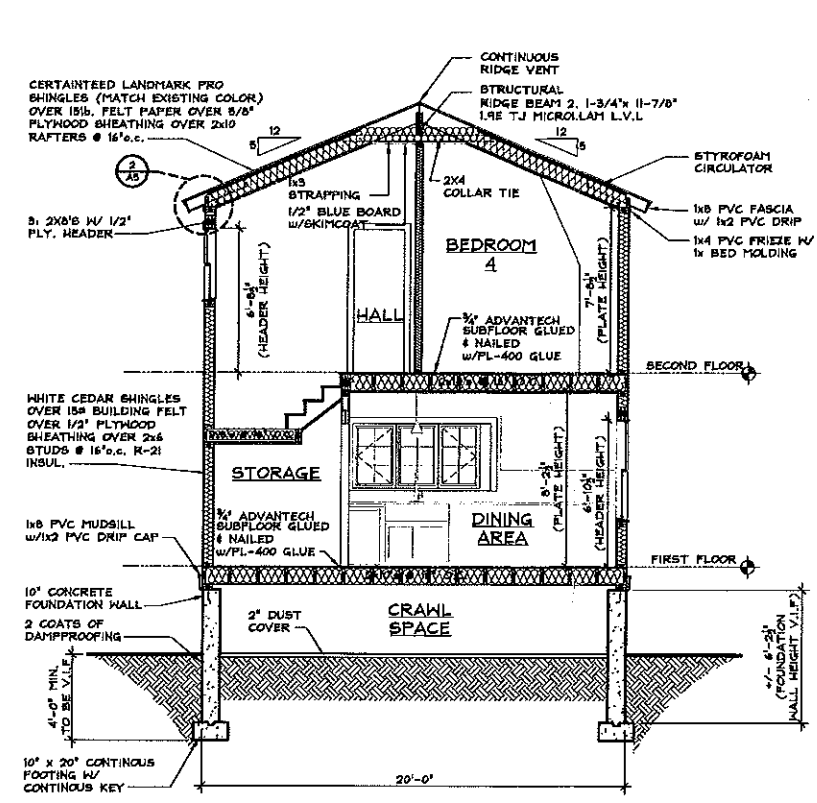 CONTINUOUS
RIDGE VENT
CERTAINTEED LANDMARK PRO
SHINGLES (MATCH EXISTING COLOR)
OVER 15lb. FELT PAPER OVER 5/8"
PLYWOOD SHEATHING OVER 2x10
RAFTERS @ 16"o.c.
STRUCTURAL
RIDGE BEAM 2, 1-3/4"x 11-7/8"
1.9E TJ MICROLLAM L.V.L
12
5
12
5
2
A5
STYROFOAM
CIRCULATOR
1x3
STRAPPING
2X4
COLLAR TIE
1/2" BLUE BOARD
w/SKIMCOAT
3: 2X8'S W/ 1/2"
PLY. HEADER
1x8 PVC FASCIA
w/ 1x2 PVC DRIP
1x4 PVC FRIEZE W/
1x BED MOLDING
BEDROOM
4
6'-8½"
(HEADER HEIGHT)
HALL
7'-8½"
(PLATE HEIGHT)
¾" ADVANTECH
SUBFLOOR GLUED
& NAILED
w/PL-400 GLUE
SECOND FLOOR
WHITE CEDAR SHINGLES
OVER 15# BUILDING FELT
OVER 1/2" PLYWOOD
SHEATHING OVER 2x6
STUDS @ 16"o.c. R-21
INSUL.
STORAGE
8'-2½"
(PLATE HEIGHT)
6'-10½"
(HEADER HEIGHT)
¾" ADVANTECH
SUBFLOOR GLUED
& NAILED
w/PL-400 GLUE
DINING
AREA
1x8 PVC MUDSILL
w/1x2 PVC DRIP CAP
FIRST FLOOR
10" CONCRETE
FOUNDATION WALL
2 COATS OF
DAMPPROOFING
2" DUST
COVER
CRAWL
SPACE
+/- 6'-2½"
(FOUNDATION
WALL HEIGHT V.I.F)
4'-0" MIN.
TO BE V.I.F
10" x 20" CONTINOUS
FOOTING W/
CONTINOUS KEY
20'-0"